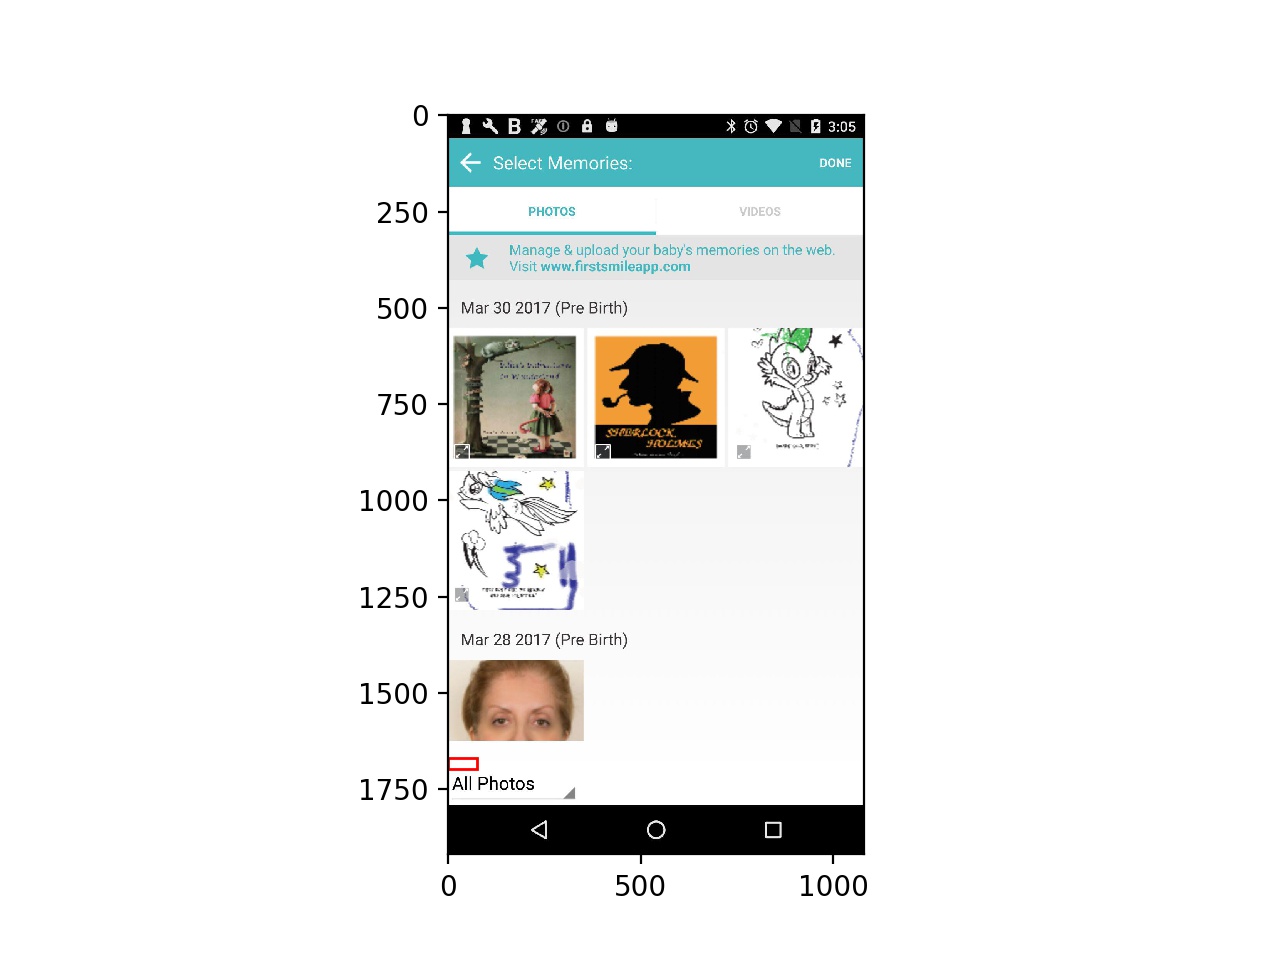 0
250
500
750
1000
1250
1500
1750
3:05
Select Memories:
DONE
PHOTOS
VIDEOS
Manage & upload your baby's memories on the web.
Visit www.firstsmileapp.com
Mar 30 2017 (Pre Birth)
SHERLOCK
HOLMES
Mar 28 2017 (Pre Birth)
All Photos
0
500
1000